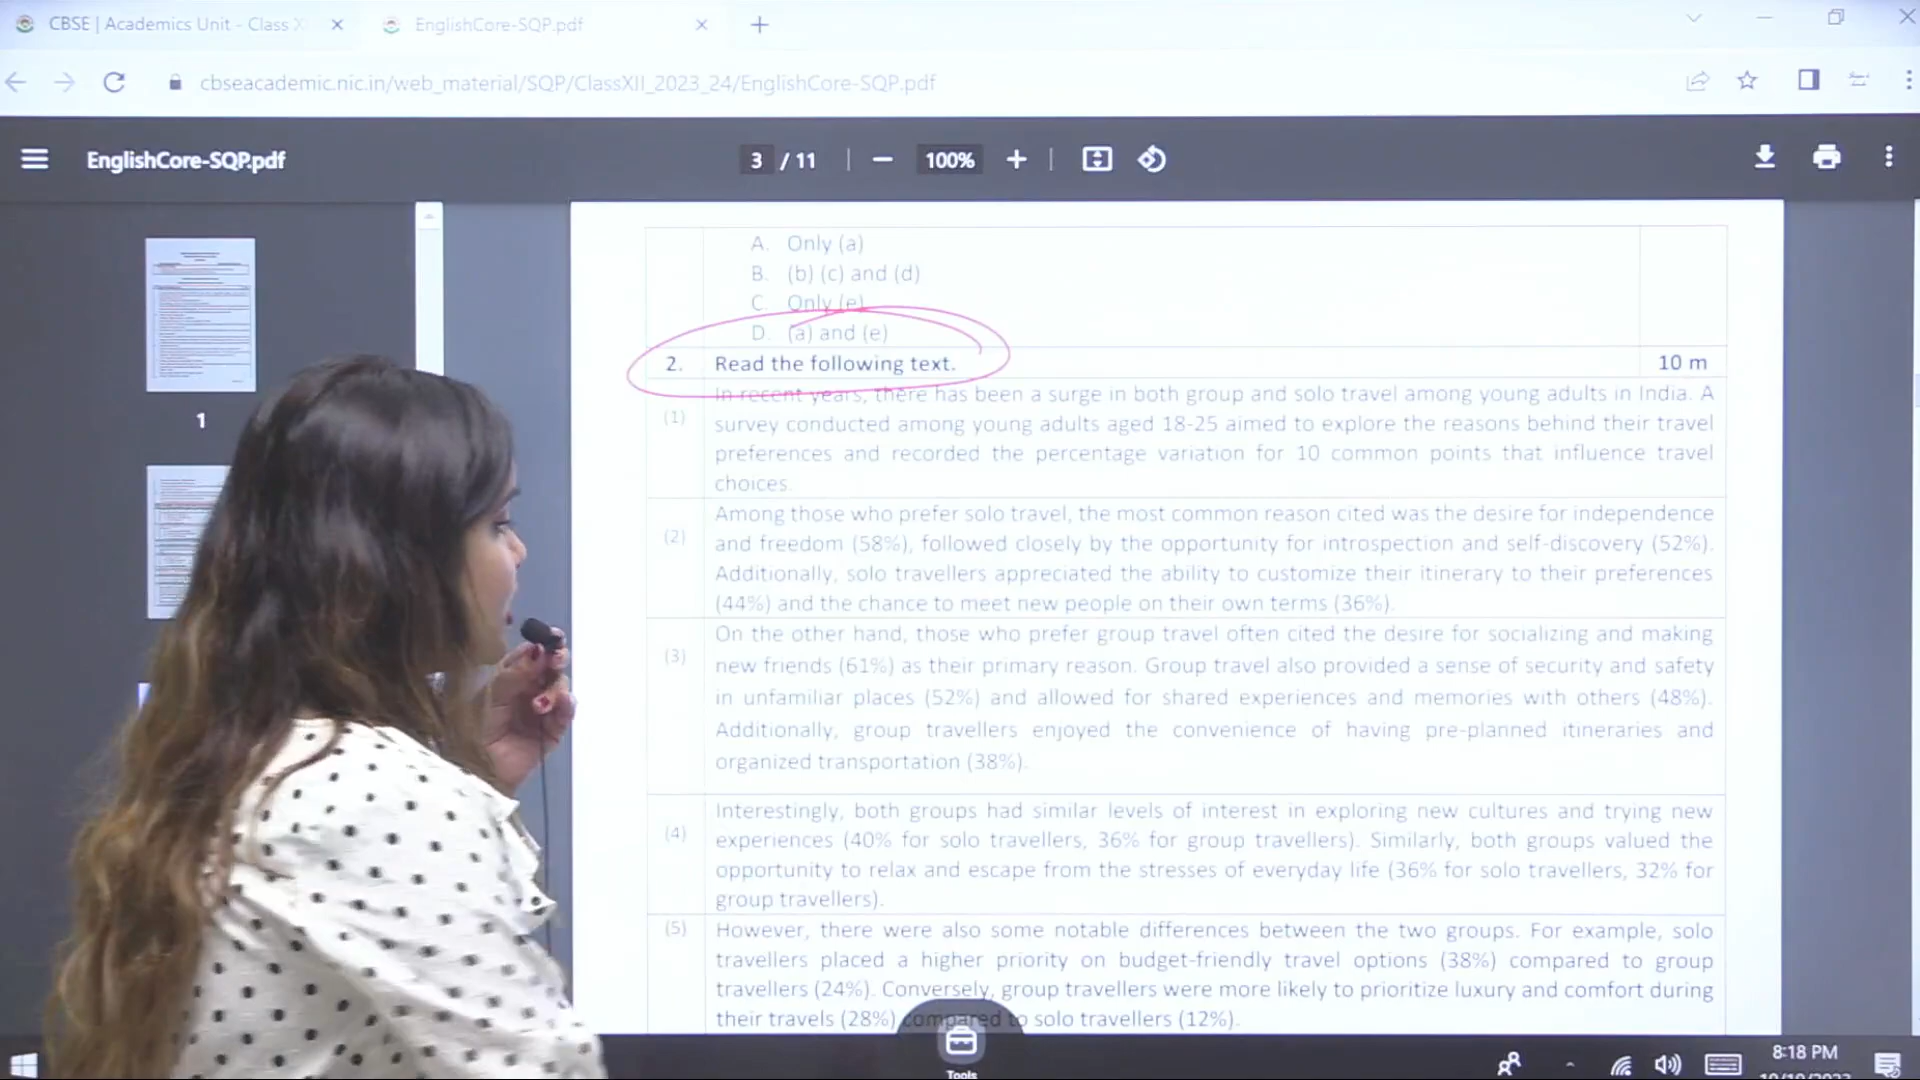 CBSE | Academics Unit - Class X
EnglishCore-SQP.pdf
cbseacademic.nic.in/web_material/SQP/ClassXII_2023_24/EnglishCore-SQP.pdf
EnglishCore-SQP.pdf
3 / 11
100%
1
A. Only (a)
B. (b) (c) and (d)
C. Only (e)
D. (a) and (e)
2. Read the following text. 10 m
(1) In recent years, there has been a surge in both group and solo travel among young adults in India. A
survey conducted among young adults aged 18-25 aimed to explore the reasons behind their travel
preferences and recorded the percentage variation for 10 common points that influence travel
choices.
(2) Among those who prefer solo travel, the most common reason cited was the desire for independence
and freedom (58%), followed closely by the opportunity for introspection and self-discovery (52%).
Additionally, solo travellers appreciated the ability to customize their itinerary to their preferences
(44%) and the chance to meet new people on their own terms (36%).
(3) On the other hand, those who prefer group travel often cited the desire for socializing and making
new friends (61%) as their primary reason. Group travel also provided a sense of security and safety
in unfamiliar places (52%) and allowed for shared experiences and memories with others (48%).
Additionally, group travellers enjoyed the convenience of having pre-planned itineraries and
organized transportation (38%).
(4) Interestingly, both groups had similar levels of interest in exploring new cultures and trying new
experiences (40% for solo travellers, 36% for group travellers). Similarly, both groups valued the
opportunity to relax and escape from the stresses of everyday life (36% for solo travellers, 32% for
group travellers).
(5) However, there were also some notable differences between the two groups. For example, solo
travellers placed a higher priority on budget-friendly travel options (38%) compared to group
travellers (24%). Conversely, group travellers were more likely to prioritize luxury and comfort during
their travels (28%) compared to solo travellers (12%).
Tools
8:18 PM